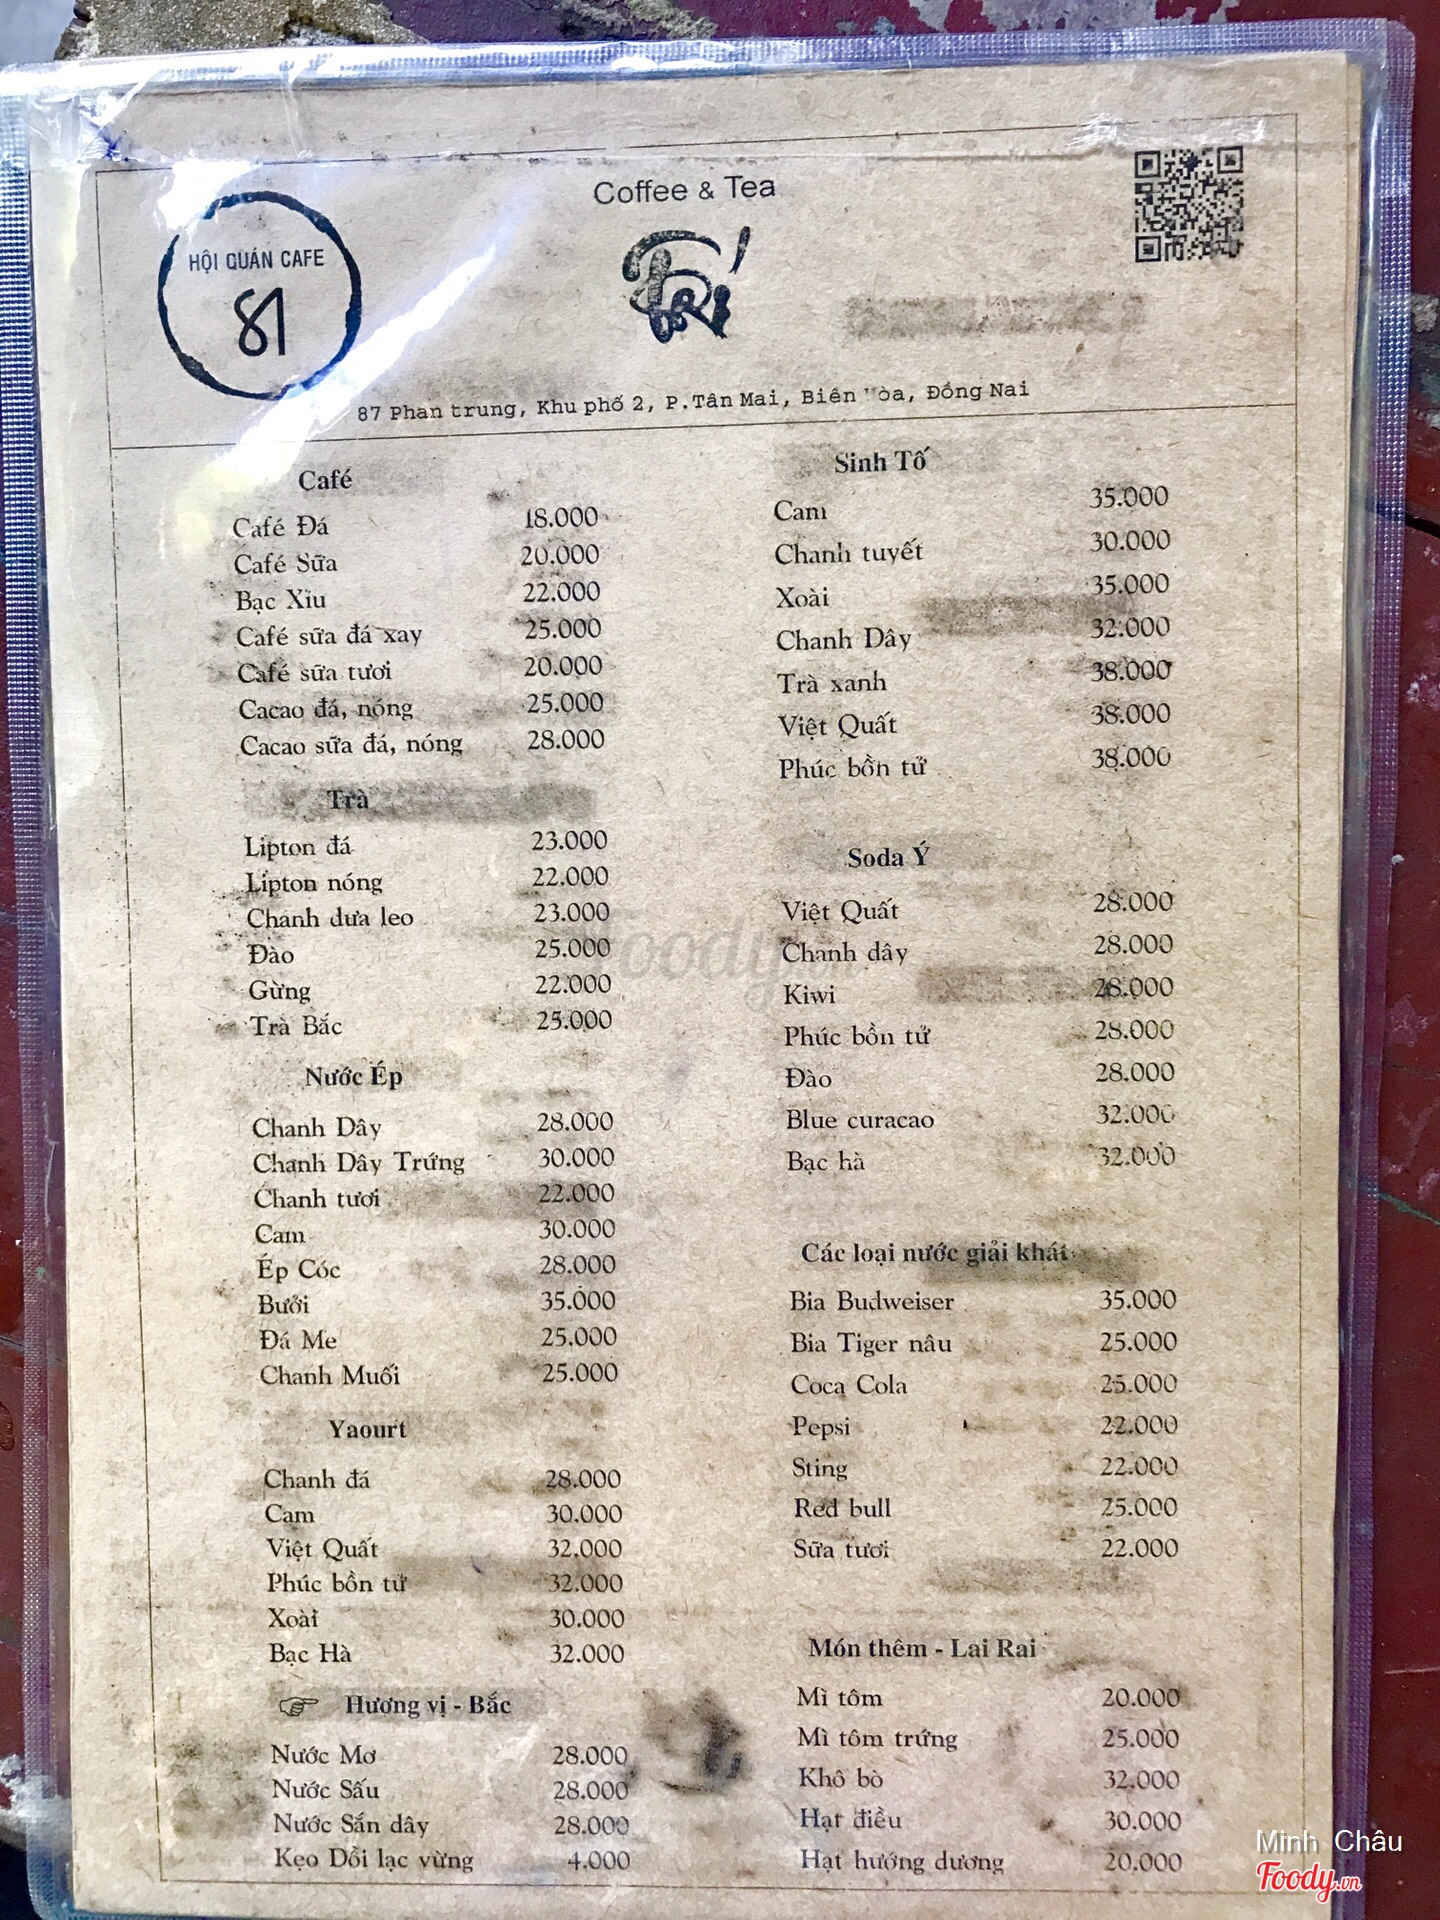 Coffee & Tea
HỘI QUÁN CAFE
81
Trí
87 Phan trung, Khu phố 2, P.Tân Mai, Biên Hòa, Đồng Nai
Café
Café Đá 18.000
Café Sữa 20.000
Bạc Xỉu 22.000
Café sữa đá xay 25.000
Café sữa tươi 20.000
Cacao đá, nóng 25.000
Cacao sữa đá, nóng 28.000
Trà
Lipton đá 23.000
Lipton nóng 22.000
Chanh dưa leo 23.000
Đào 25.000
Gừng 22.000
Trà Bắc 25.000
Nước Ép
Chanh Dây 28.000
Chanh Dây Trứng 30.000
Chanh tươi 22.000
Cam 30.000
Ép Cóc 28.000
Bưởi 35.000
Đá Me 25.000
Chanh Muối 25.000
Yaourt
Chanh đá 28.000
Cam 30.000
Việt Quất 32.000
Phúc bồn tử 32.000
Xoài 30.000
Bạc Hà 32.000
Hương vị - Bắc
Nước Mơ 28.000
Nước Sấu 28.000
Nước Sắn dây 28.000
Kẹo Dồi lạc vừng 4.000
Sinh Tố
Cam 35.000
Chanh tuyết 30.000
Xoài 35.000
Chanh Dây 32.000
Trà xanh 38.000
Việt Quất 38.000
Phúc bồn tử 38.000
Soda Ý
Việt Quất 28.000
Chanh dây 28.000
Kiwi 28.000
Phúc bồn tử 28.000
Đào 28.000
Blue curacao 32.000
Bạc hà 32.000
Các loại nước giải khát
Bia Budweiser 35.000
Bia Tiger nâu 25.000
Coca Cola 25.000
Pepsi 22.000
Sting 22.000
Red bull 25.000
Sữa tươi 22.000
Món thêm - Lai Rai
Mì tôm 20.000
Mì tôm trứng 25.000
Khô bò 32.000
Hạt điều 30.000
Hạt hướng dương 20.000
Foody
Minh Châu
Foody.vn